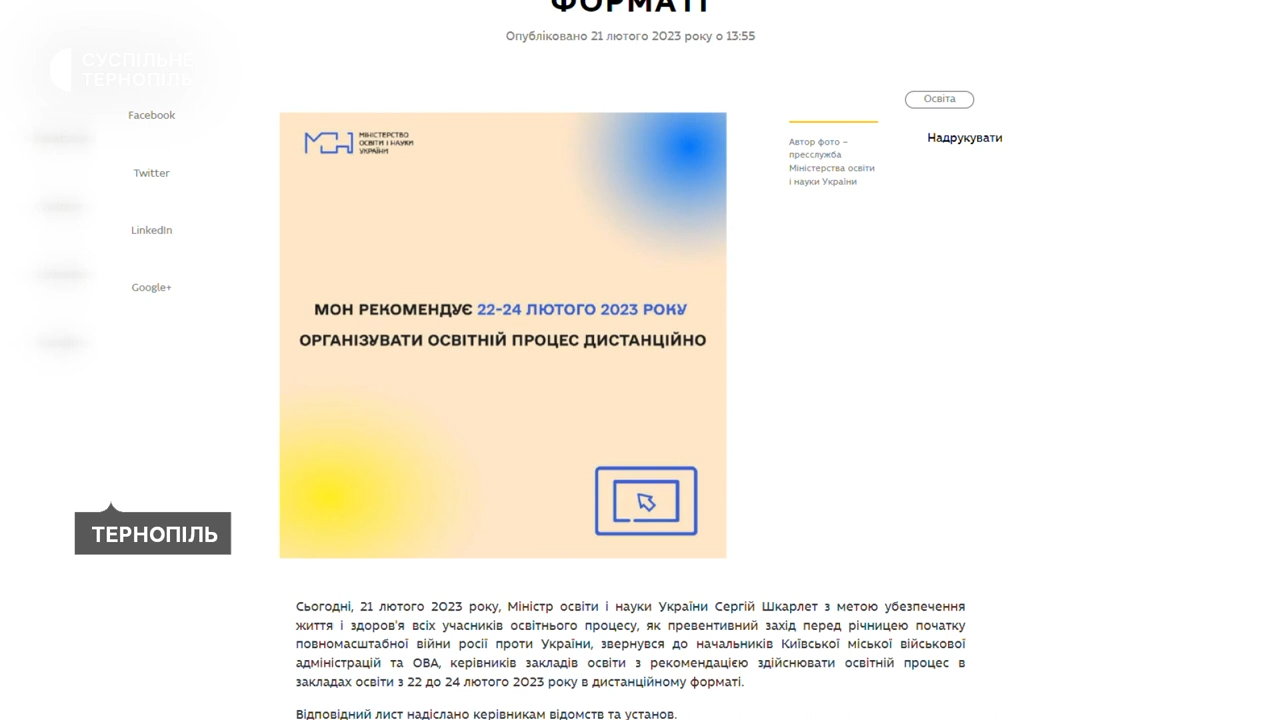 ФОРМАТІ
Опубліковано 21 лютого 2023 року о 13:55
СУСПІЛЬНЕ
ТЕРНОПІЛЬ
Facebook
Twitter
LinkedIn
Google+
МІНІСТЕРСТВО
ОСВІТИ І НАУКИ
УКРАЇНИ
МОН РЕКОМЕНДУЄ 22-24 ЛЮТОГО 2023 РОКУ
ОРГАНІЗУВАТИ ОСВІТНІЙ ПРОЦЕС ДИСТАНЦІЙНО
Автор фото –
пресслужба
Міністерства освіти
і науки України
Освіта
Надрукувати
ТЕРНОПІЛЬ
Сьогодні, 21 лютого 2023 року, Міністр освіти і науки України Сергій Шкарлет з метою убезпечення
життя і здоров'я всіх учасників освітнього процесу, як превентивний захід перед річницею початку
повномасштабної війни росії проти України, звернувся до начальників Київської міської військової
адміністрацій та ОВА, керівників закладів освіти з рекомендацією здійснювати освітній процес в
закладах освіти з 22 до 24 лютого 2023 року в дистанційному форматі.
Відповідний лист надіслано керівникам відомств та установ.